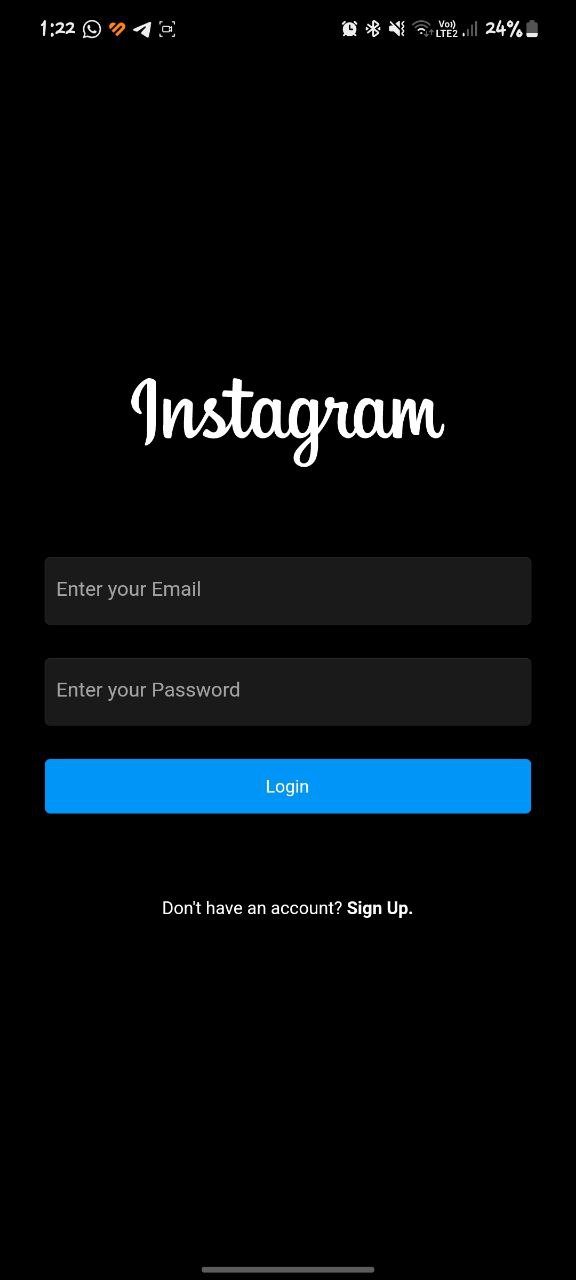 1:22 Vo)) LTE2 24%
Instagram
Enter your Email
Enter your Password
Login
Don't have an account? Sign Up.